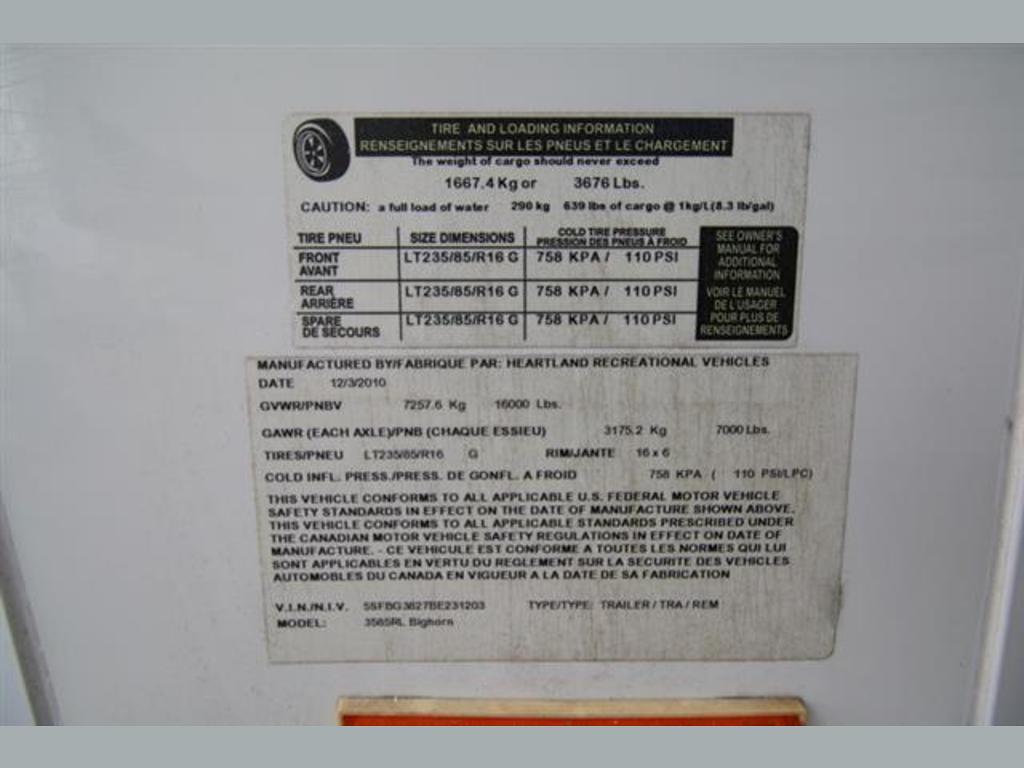 TIRE AND LOADING INFORMATION
RENSEIGNEMENTS SUR LES PNEUS ET LE CHARGEMENT
The weight of cargo should never exceed
1667.4 Kg or 3676 Lbs.
CAUTION: a full load of water 290 kg 639 lbs of cargo @ 1kg/L(8.3 lb/gal)
TIRE PNEU SIZE DIMENSIONS COLD TIRE PRESSURE
PRESSION DES PNEUS À FROID
FRONT LT235/85/R16 G 758 KPA / 110 PSI
AVANT
REAR LT235/85/R16 G 758 KPA / 110 PSI
ARRIÈRE
SPARE LT235/85/R16 G 758 KPA / 110 PSI
DE SECOURS
SEE OWNER'S
MANUAL FOR
ADDITIONAL
INFORMATION
VOIR LE MANUEL
DE L'USAGER
POUR PLUS DE
RENSEIGNEMENTS
MANUFACTURED BY/FABRIQUE PAR: HEARTLAND RECREATIONAL VEHICLES
DATE 12/3/2010
GVWR/PNBV 7257.6 Kg 16000 Lbs.
GAWR (EACH AXLE)/PNB (CHAQUE ESSIEU) 3175.2 Kg 7000 Lbs.
TIRES/PNEU LT235/85/R16 G RIM/JANTE 16 x 6
COLD INFL. PRESS./PRESS. DE GONFL. A FROID 758 KPA ( 110 PSI/LPC)
THIS VEHICLE CONFORMS TO ALL APPLICABLE U.S. FEDERAL MOTOR VEHICLE
SAFETY STANDARDS IN EFFECT ON THE DATE OF MANUFACTURE SHOWN ABOVE.
THIS VEHICLE CONFORMS TO ALL APPLICABLE STANDARDS PRESCRIBED UNDER
THE CANADIAN MOTOR VEHICLE SAFETY REGULATIONS IN EFFECT ON DATE OF
MANUFACTURE. - CE VEHICULE EST CONFORME A TOUTES LES NORMES QUI LUI
SONT APPLICABLES EN VERTU DU REGLEMENT SUR LA SECURITE DES VEHICLES
AUTOMOBILES DU CANADA EN VIGUEUR A LA DATE DE SA FABRICATION
V.I.N./N.I.V. 5SFBG3827BE231203 TYPE/TYPE: TRAILER / TRA / REM
MODEL: 3585RL Bighorn